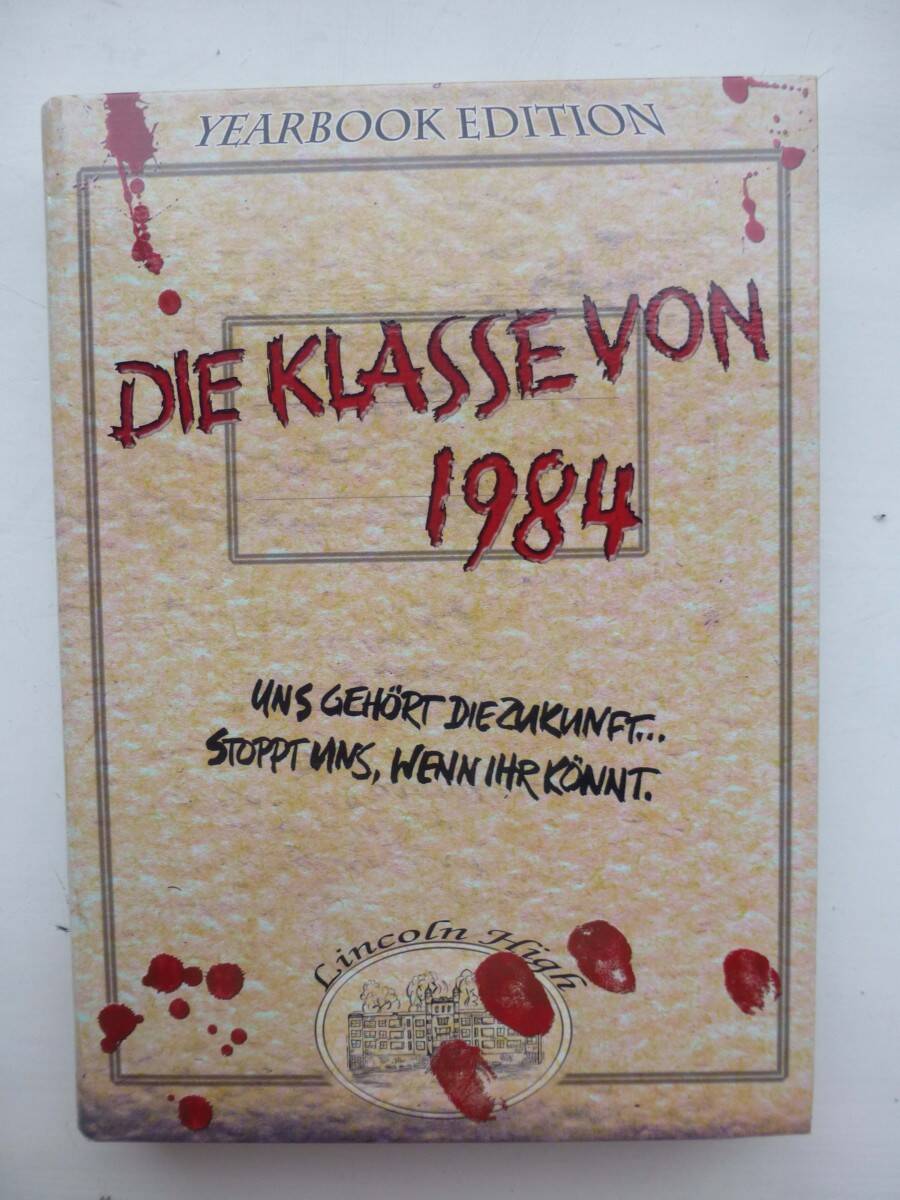 YEARBOOK EDITION
DIE KLASSE VON
1984
UNS GEHÖRT DIE ZUKUNFT...
STOPPT UNS, WENN IHR KÖNNT.
Lincoln High